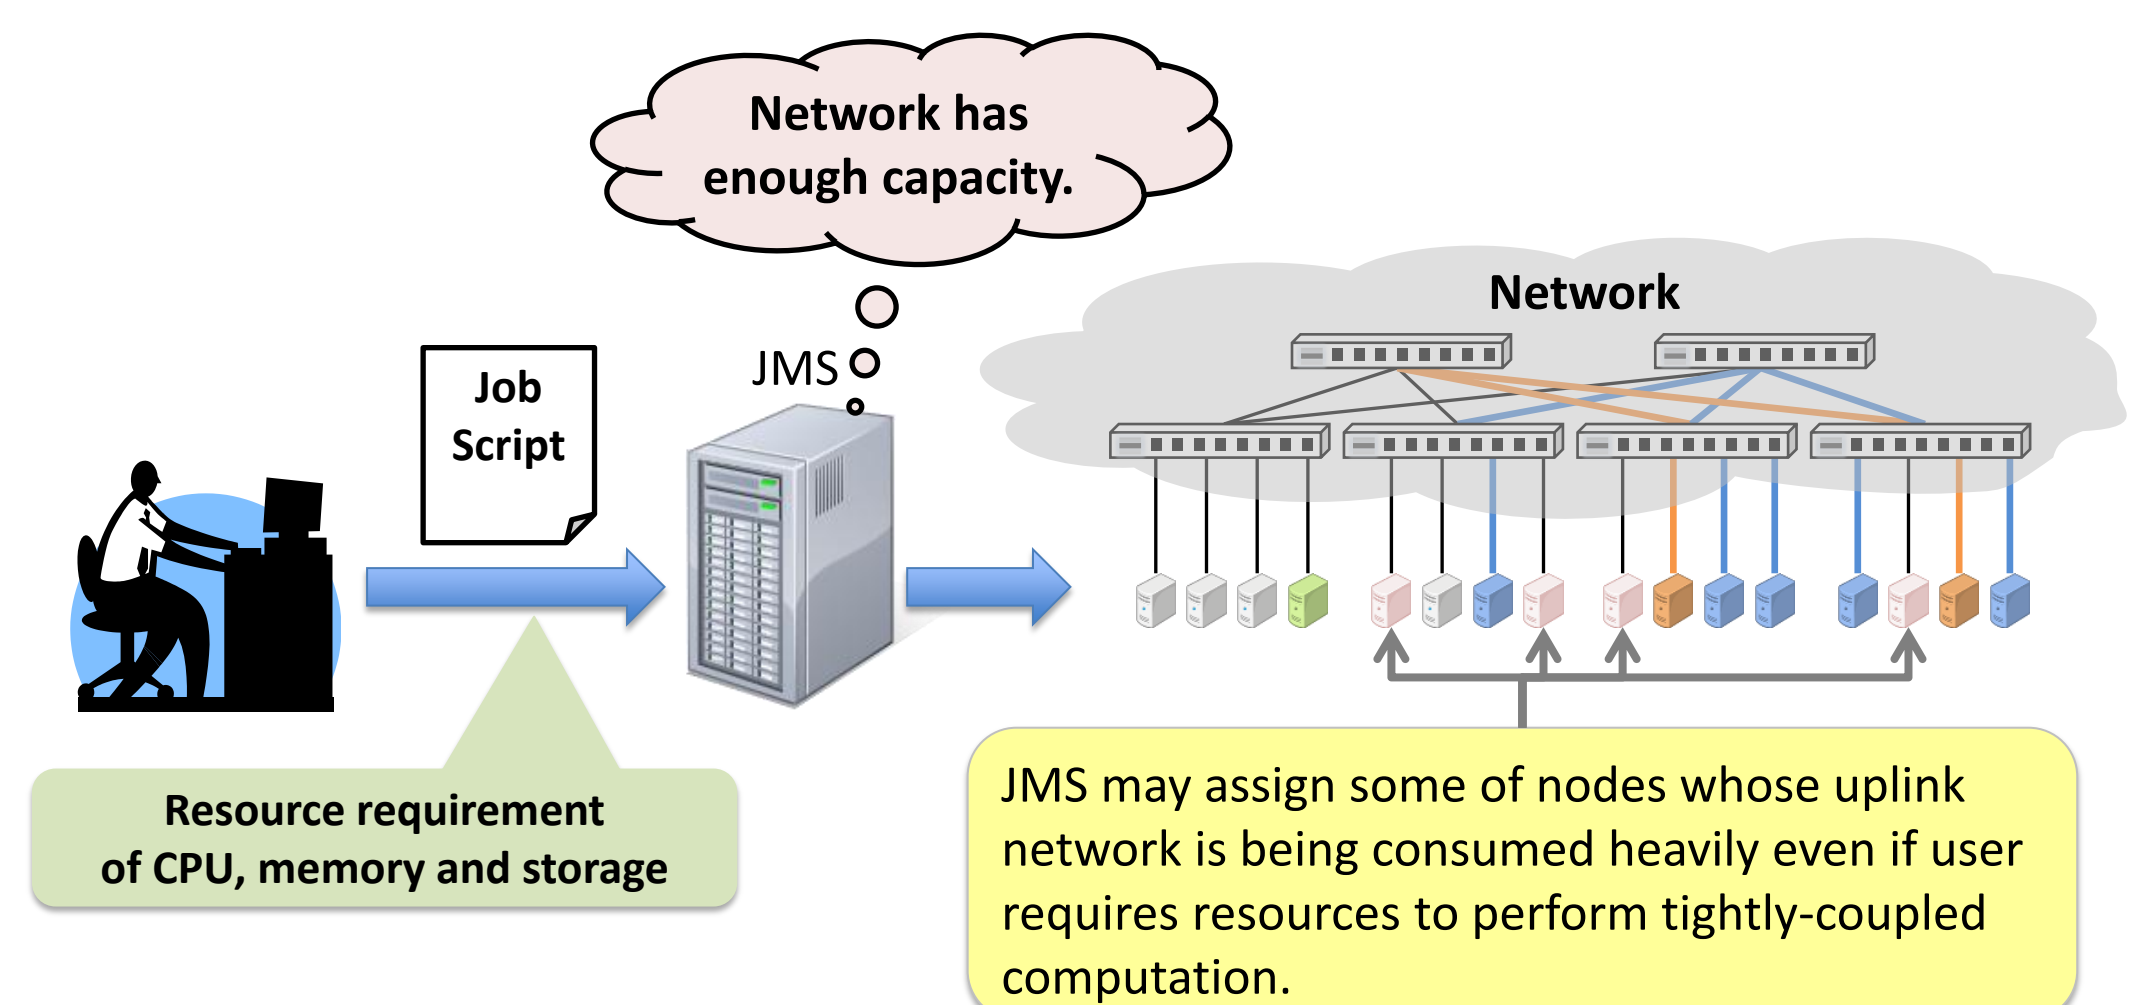 Network has
enough capacity.
Network
JMS
Job
Script
Resource requirement
of CPU, memory and storage
JMS may assign some of nodes whose uplink
network is being consumed heavily even if user
requires resources to perform tightly-coupled
computation.